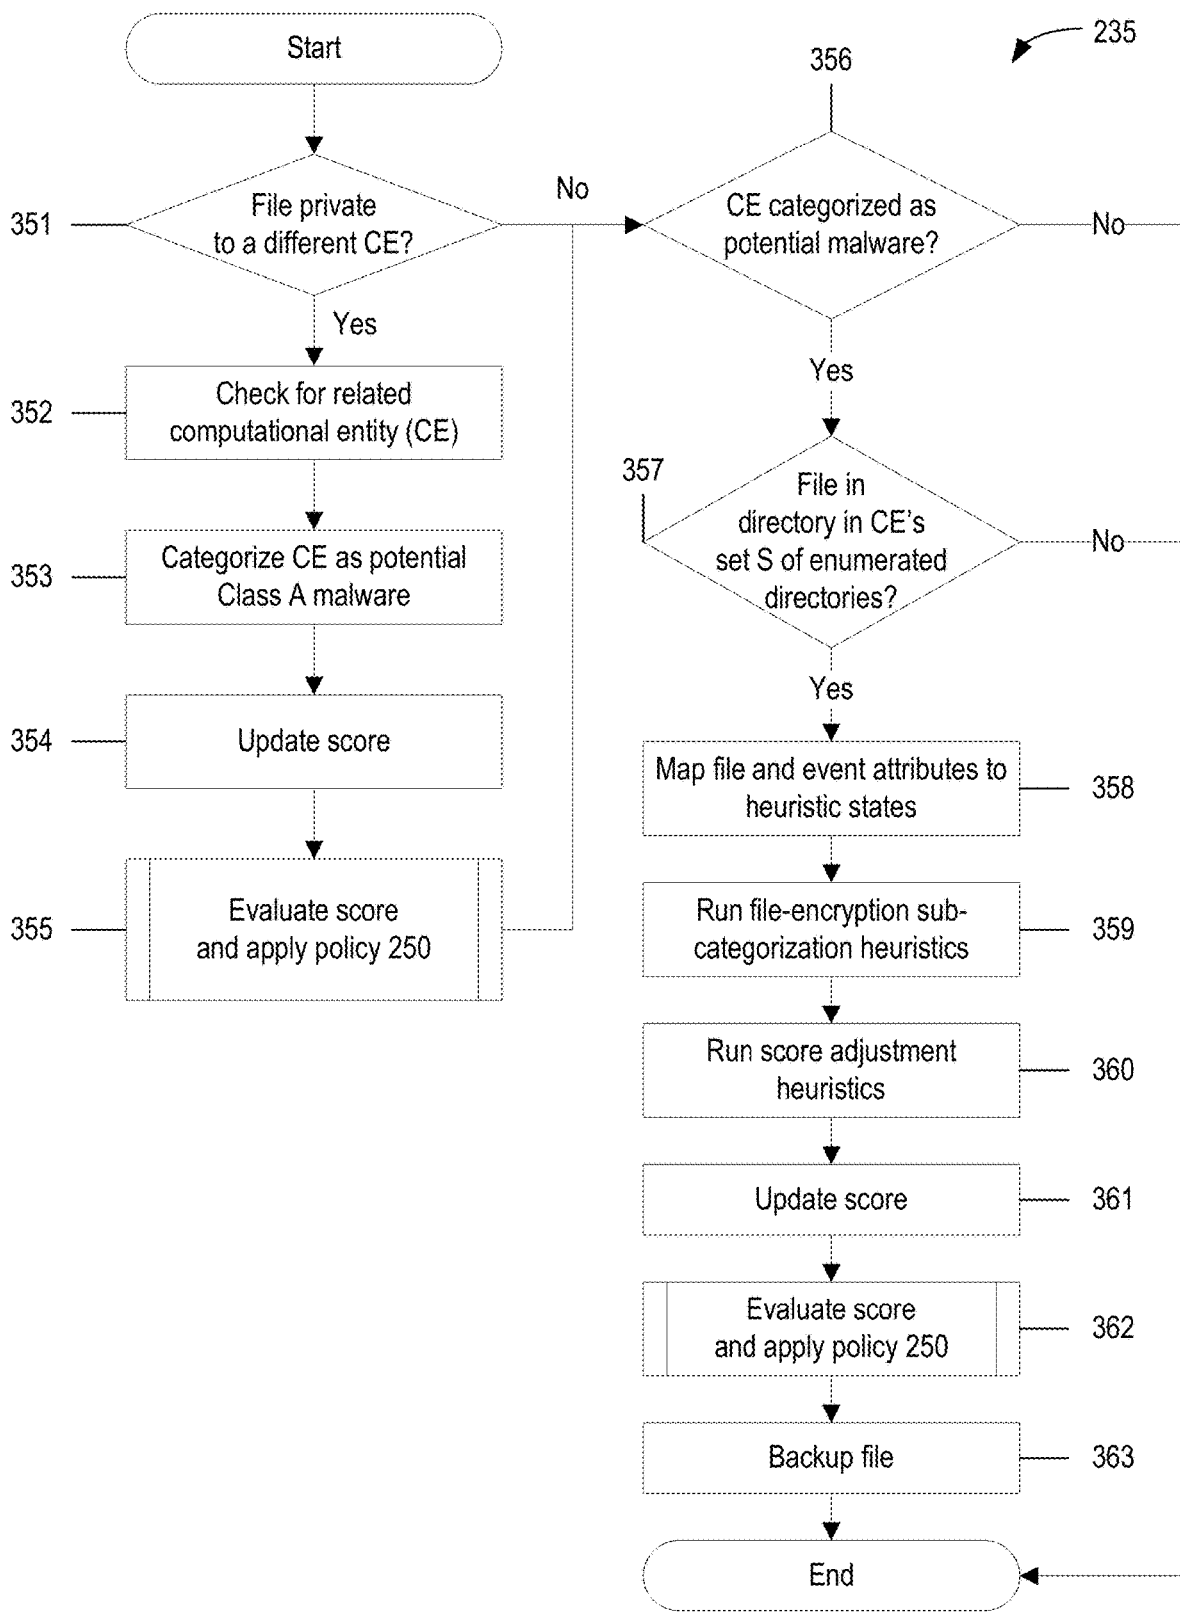 Start
235
356
351
File private
to a different CE?
No
CE categorized as
potential malware?
No
Yes
352
Check for related
computational entity (CE)
Yes
357
File in
directory in CE's
set S of enumerated
directories?
No
353
Categorize CE as potential
Class A malware
Yes
354
Update score
Map file and event attributes to
heuristic states
358
355
Evaluate score
and apply policy 250
Run file-encryption sub-
categorization heuristics
359
Run score adjustment
heuristics
360
Update score
361
Evaluate score
and apply policy 250
362
Backup file
363
End